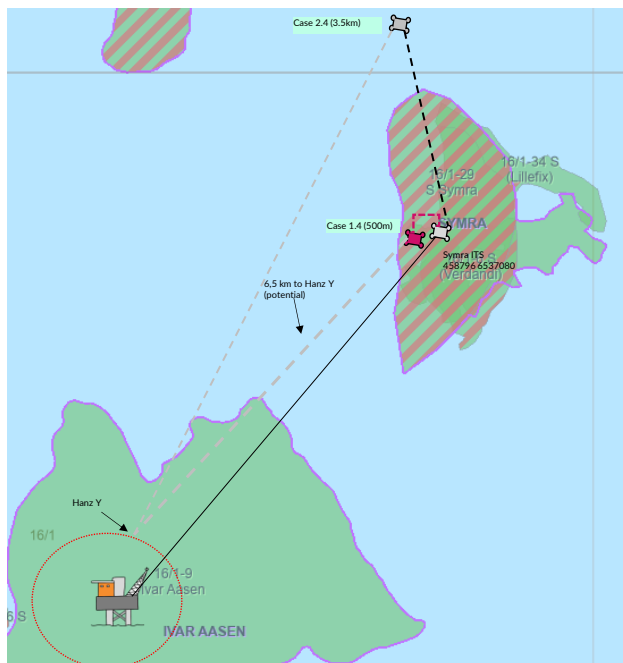 Case 2.4 (3.5km)
16/1-34 S
(Lillefix)
16/1-29
S Symra
Case 1.4 (500m)
SYMRA
Symra ITS
458796 6537080
(Verdandi)
6,5 km to Hanz Y
(potential)
Hanz Y
16/1
16/1-9
Ivar Aasen
6 S
IVAR AASEN